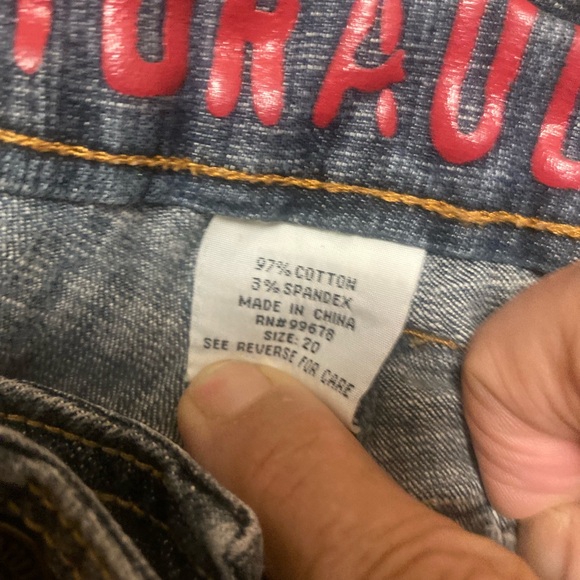 97% COTTON
3% SPANDEX
MADE IN CHINA
RN# 99678
SIZE: 20
SEE REVERSE FOR CARE